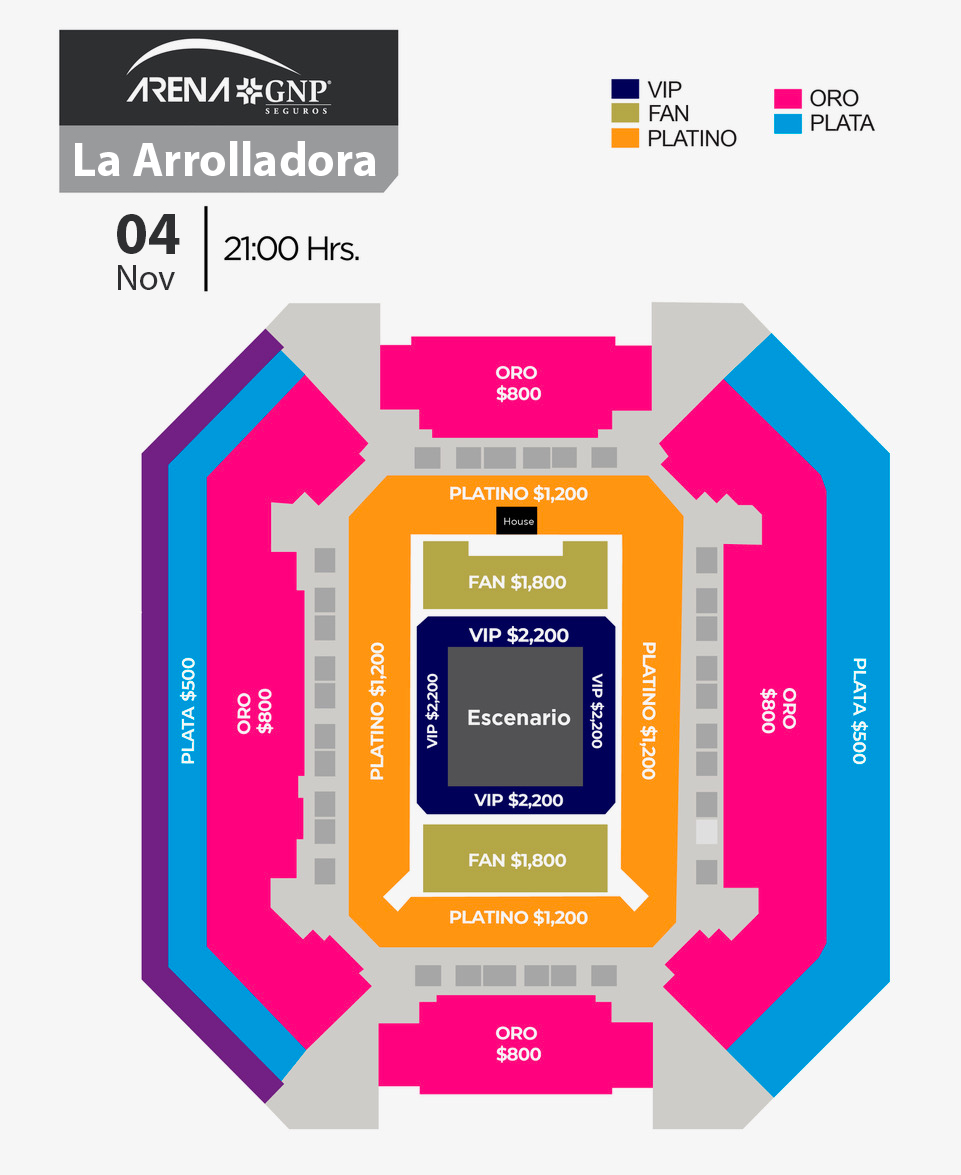 ARENA GNP®
SEGUROS
La Arrolladora
04
Nov
21:00 Hrs.
VIP
FAN
PLATINO
ORO
PLATA
ORO
$800
PLATINO $1,200
House
FAN $1,800
VIP $2,200
PLATA $500
ORO
$800
PLATINO $1,200
VIP $2,200
Escenario
VIP $2,200
PLATINO $1,200
ORO
$800
PLATA $500
VIP $2,200
FAN $1,800
PLATINO $1,200
ORO
$800